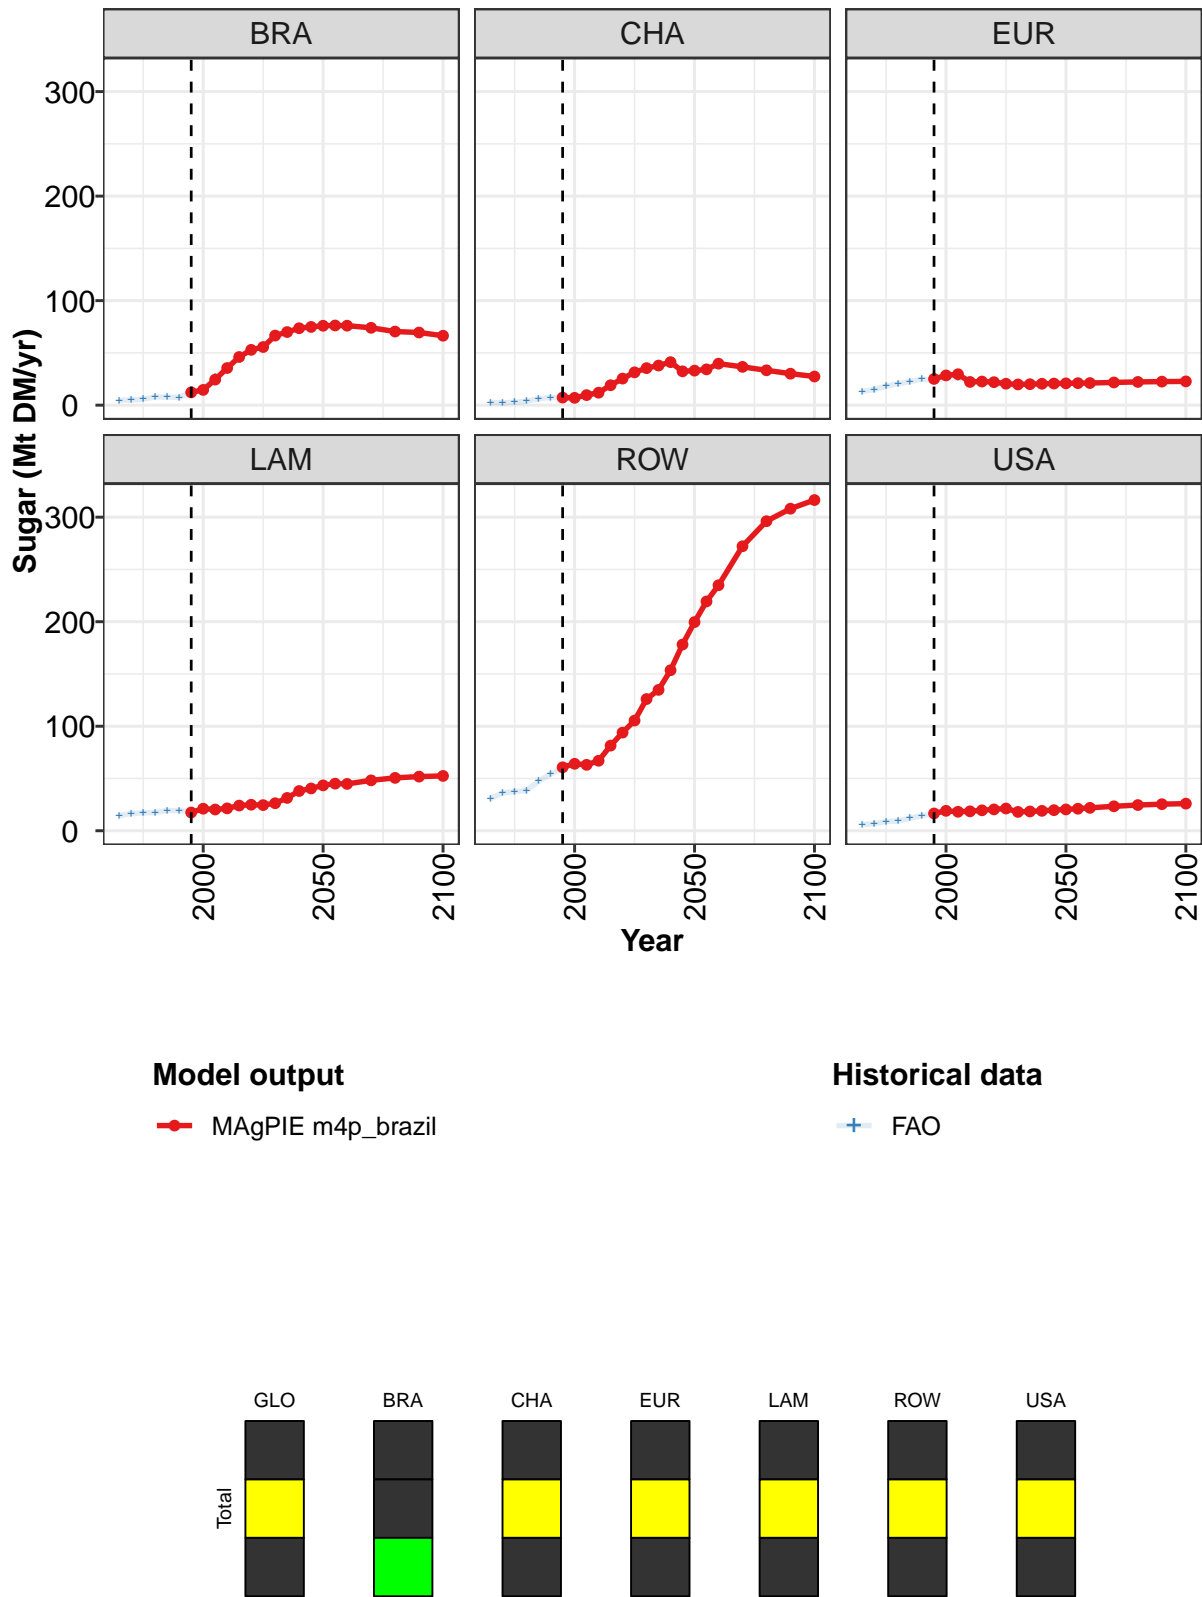 BRA
CHA
EUR
300
200
100
0
LAM
ROW
USA
300
200
100
0
Sugar (Mt DM/yr)
2000
2050
2100
2000
2050
2100
2000
2050
2100
Year
Model output
MAgPIE m4p_brazil
Historical data
FAO
GLO
BRA
CHA
EUR
LAM
ROW
USA
Total